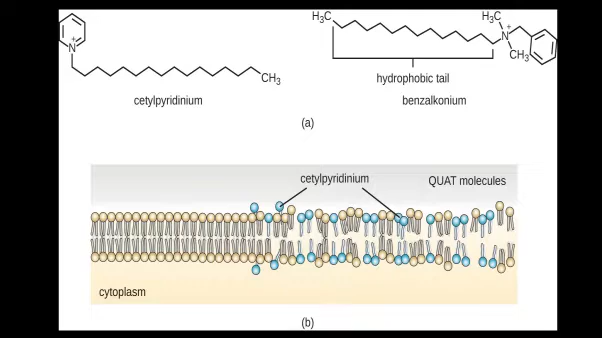 H₃C
H₃C
N
+
N
+
CH₃
CH₃
hydrophobic tail
cetylpyridinium
benzalkonium
(a)
cetylpyridinium
QUAT molecules
cytoplasm
(b)